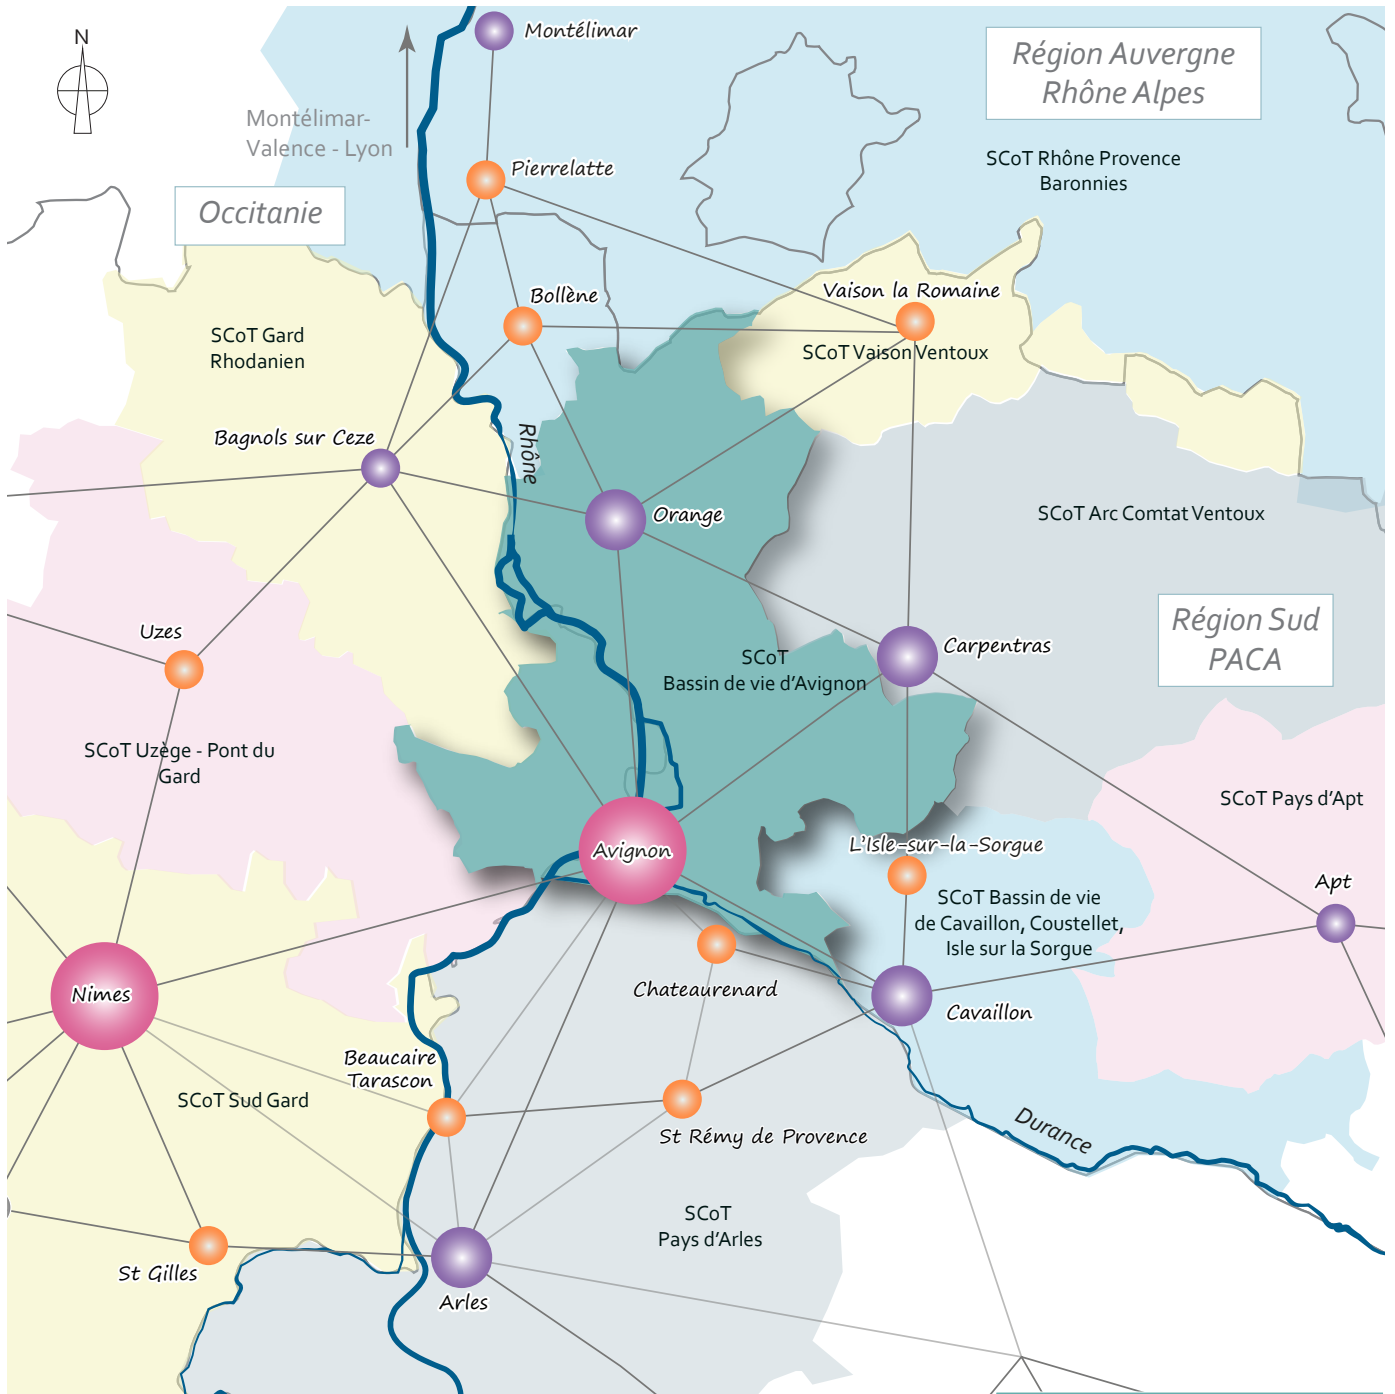 N
Montélimar
Région Auvergne
Rhône Alpes
Montélimar-
Valence - Lyon
SCoT Rhône Provence
Baronnies
Pierrelatte
Occitanie
Bollène
Vaison la Romaine
SCoT Gard
Rhodanien
SCoT Vaison Ventoux
Bagnols sur Ceze
Rhône
Orange
SCoT Arc Comtat Ventoux
Uzes
Région Sud
PACA
Carpentras
SCoT
Bassin de vie d'Avignon
SCoT Uzège - Pont du
Gard
SCoT Pays d'Apt
Avignon
L'Isle-sur-la-Sorgue
Apt
SCoT Bassin de vie
de Cavaillon, Coustellet,
Isle sur la Sorgue
Nimes
Chateaurenard
Cavaillon
Beaucaire
Tarascon
SCoT Sud Gard
Durance
St Rémy de Provence
SCoT
Pays d'Arles
St Gilles
Arles